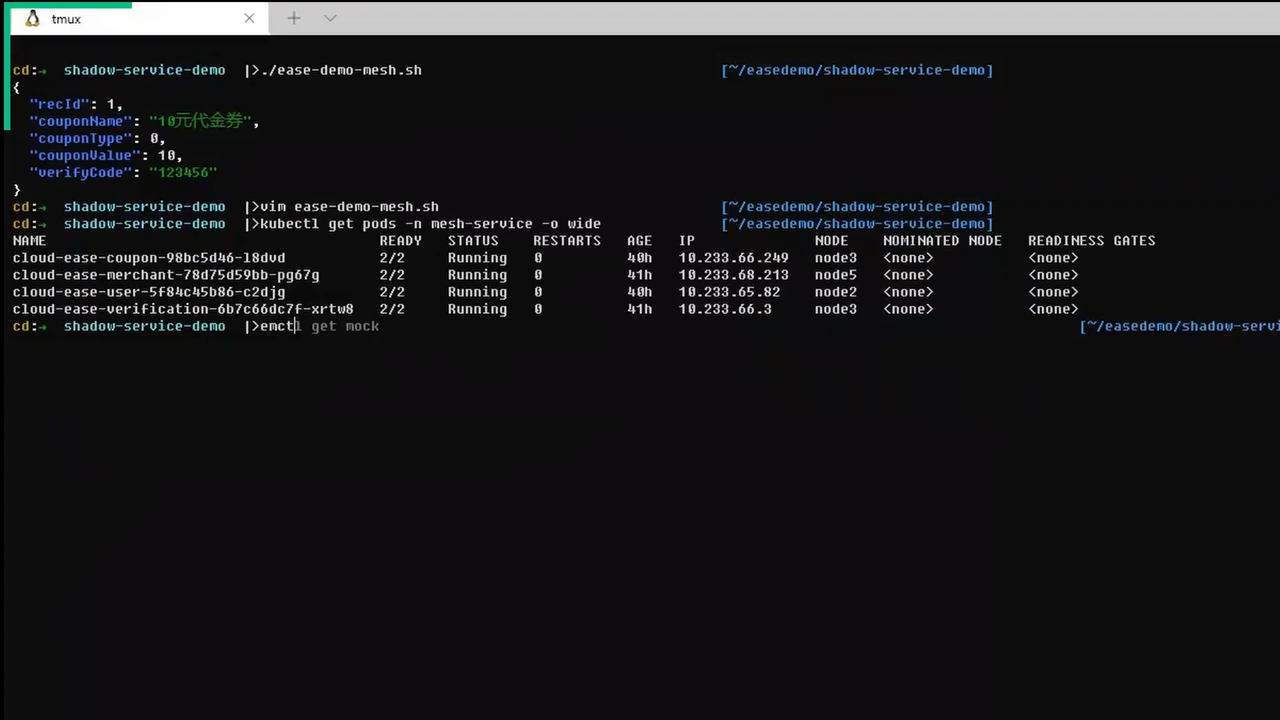 tmux
cd:→ shadow-service-demo |>./ease-demo-mesh.sh [~/easedemo/shadow-service-demo]
{
"recId": 1,
"couponName": "10元代金券",
"couponType": 0,
"couponValue": 10,
"verifyCode": "123456"
}
cd:→ shadow-service-demo |>vim ease-demo-mesh.sh [~/easedemo/shadow-service-demo]
cd:→ shadow-service-demo |>kubectl get pods -n mesh-service -o wide [~/easedemo/shadow-service-demo]
NAME READY STATUS RESTARTS AGE IP NODE NOMINATED NODE READINESS GATES
cloud-ease-coupon-98bc5d46-l8dvd 2/2 Running 0 40h 10.233.66.249 node3 <none> <none>
cloud-ease-merchant-78d75d59bb-pg67g 2/2 Running 0 41h 10.233.68.213 node5 <none> <none>
cloud-ease-user-5f84c45b86-c2djg 2/2 Running 0 40h 10.233.65.82 node2 <none> <none>
cloud-ease-verification-6b7c66dc7f-xrtw8 2/2 Running 0 41h 10.233.66.3 node3 <none> <none>
cd:→ shadow-service-demo |>emctl get mock [~/easedemo/shadow-servi